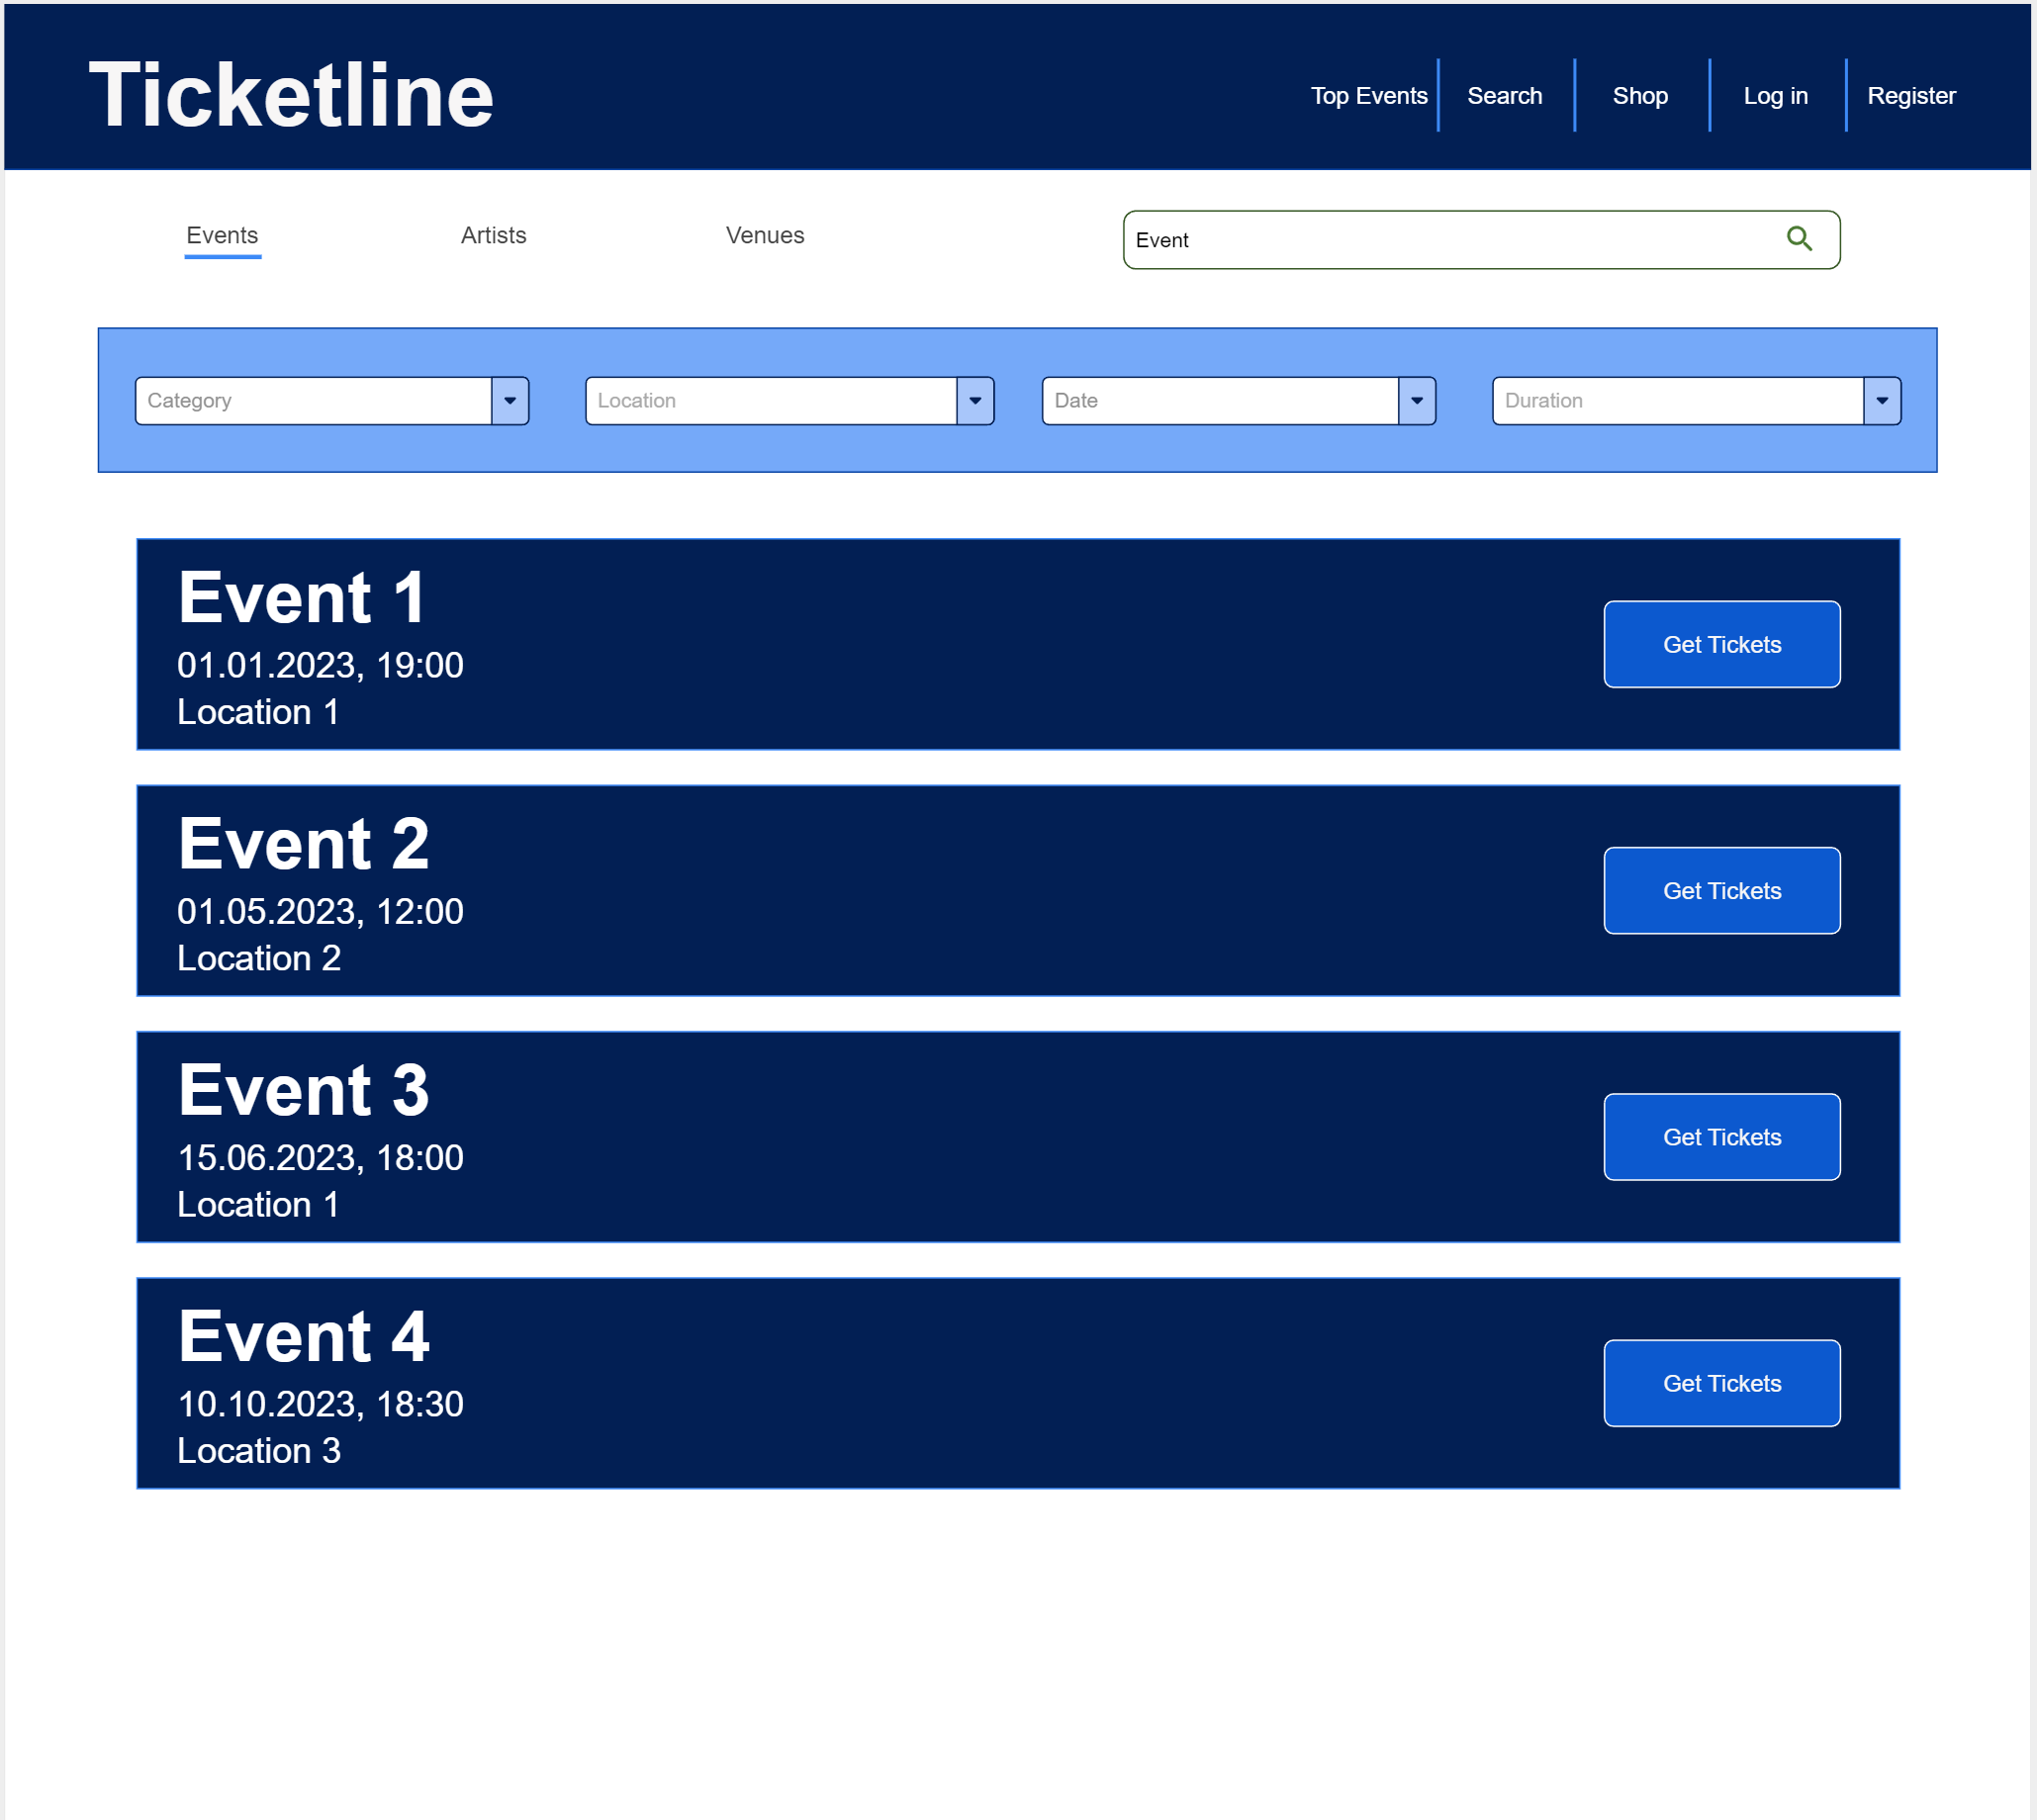 Ticketline
Top Events
Search
Shop
Log in
Register
Events
Artists
Venues
Event
Category
Location
Date
Duration
Event 1
01.01.2023, 19:00
Location 1
Get Tickets
Event 2
01.05.2023, 12:00
Location 2
Get Tickets
Event 3
15.06.2023, 18:00
Location 1
Get Tickets
Event 4
10.10.2023, 18:30
Location 3
Get Tickets